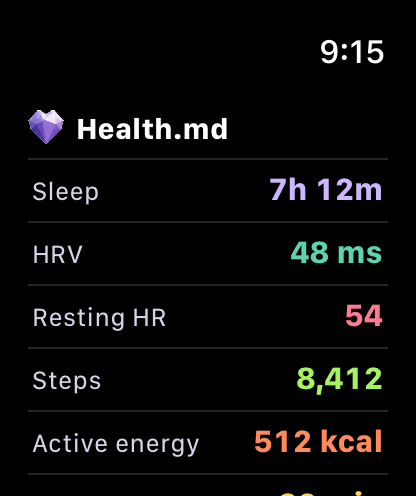 9:15
Health.md
Sleep 7h 12m
HRV 48 ms
Resting HR 54
Steps 8,412
Active energy 512 kcal